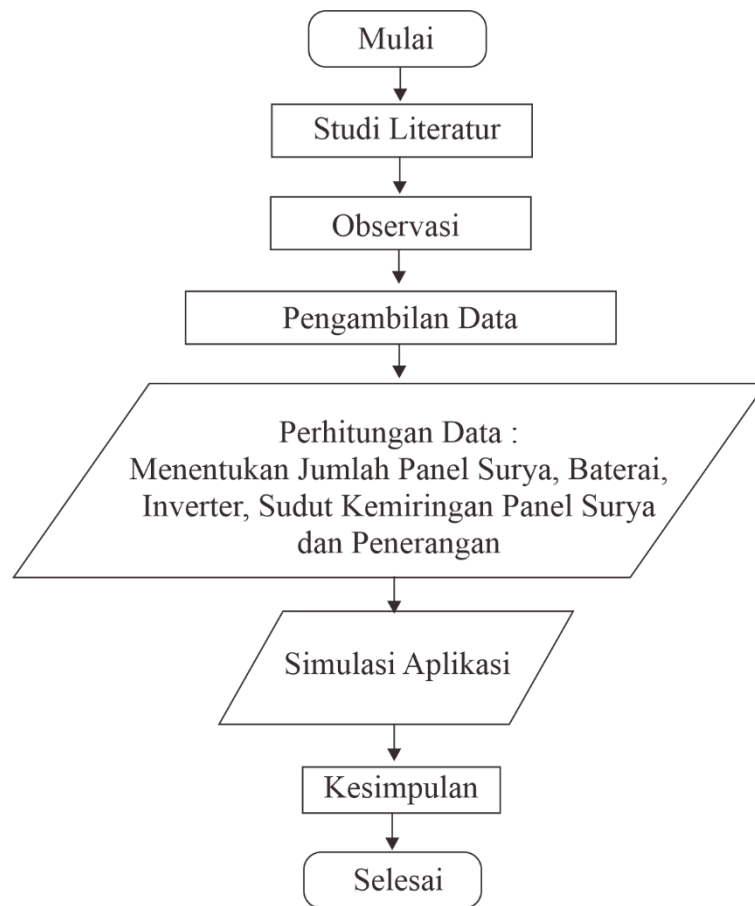 Mulai
Studi Literatur
Observasi
Pengambilan Data
Perhitungan Data :
Menentukan Jumlah Panel Surya, Baterai,
Inverter, Sudut Kemiringan Panel Surya
dan Penerangan
Simulasi Aplikasi
Kesimpulan
Selesai